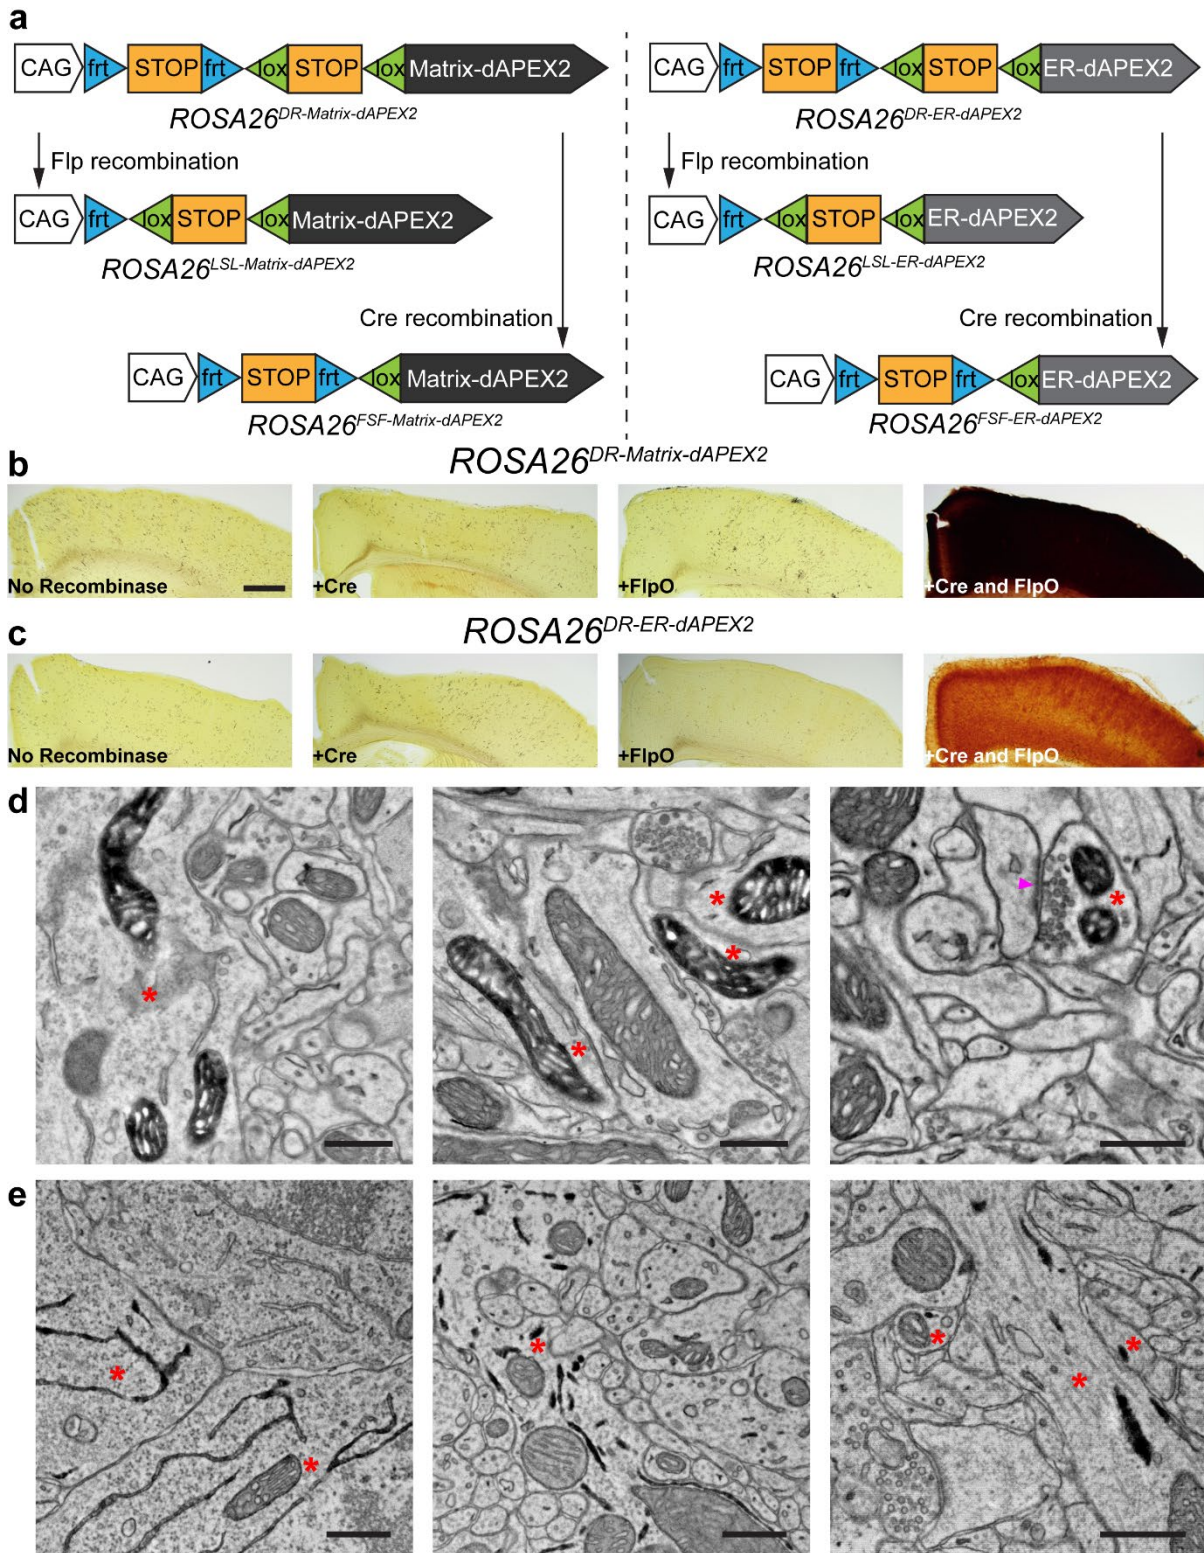 a
CAG frt STOP frt lox STOP lox Matrix-dAPEX2
ROSA26DR-Matrix-dAPEX2
Flp recombination
CAG frt lox STOP lox Matrix-dAPEX2
ROSA26LSL-Matrix-dAPEX2
Cre recombination
CAG frt STOP frt lox Matrix-dAPEX2
ROSA26FSF-Matrix-dAPEX2
CAG frt STOP frt lox STOP lox ER-dAPEX2
ROSA26DR-ER-dAPEX2
Flp recombination
CAG frt lox STOP lox ER-dAPEX2
ROSA26LSL-ER-dAPEX2
Cre recombination
CAG frt STOP frt lox ER-dAPEX2
ROSA26FSF-ER-dAPEX2
b
ROSA26DR-Matrix-dAPEX2
No Recombinase +Cre +FlpO +Cre and FlpO
c
ROSA26DR-ER-dAPEX2
No Recombinase +Cre +FlpO +Cre and FlpO
d
* * * * *
e
* * * * * *